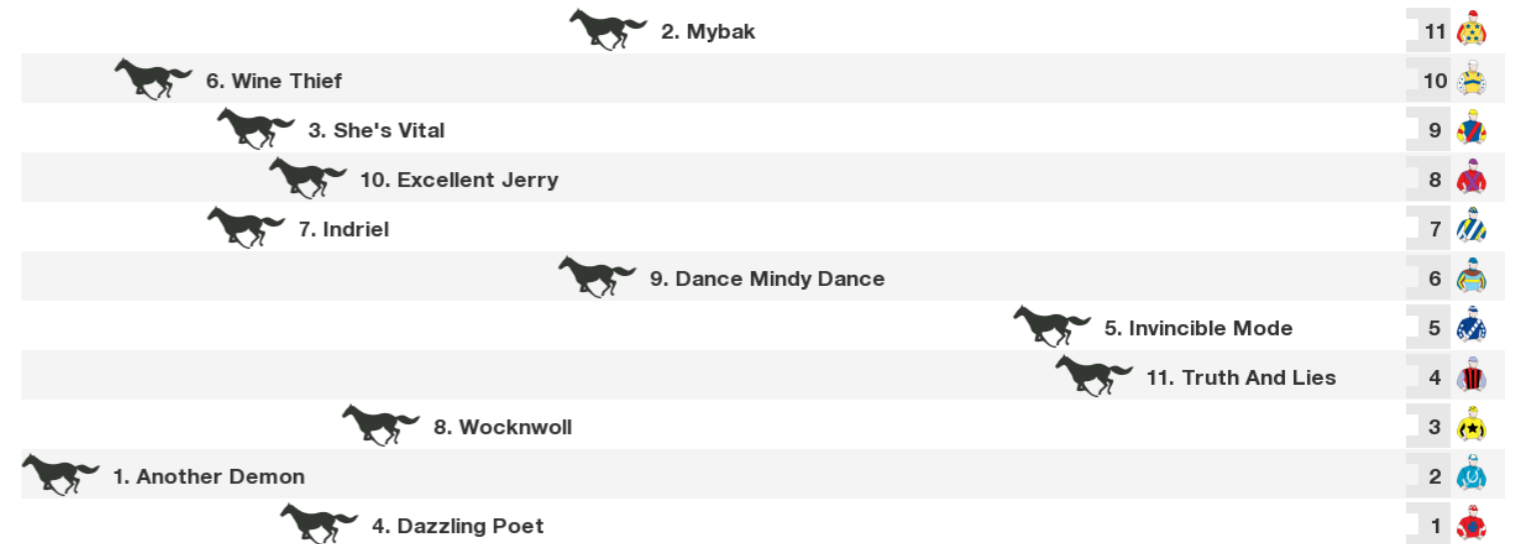 2. Mybak 11
6. Wine Thief 10
3. She's Vital 9
10. Excellent Jerry 8
7. Indriel 7
9. Dance Mindy Dance 6
5. Invincible Mode 5
11. Truth And Lies 4
8. Wocknwoll 3
1. Another Demon 2
4. Dazzling Poet 1